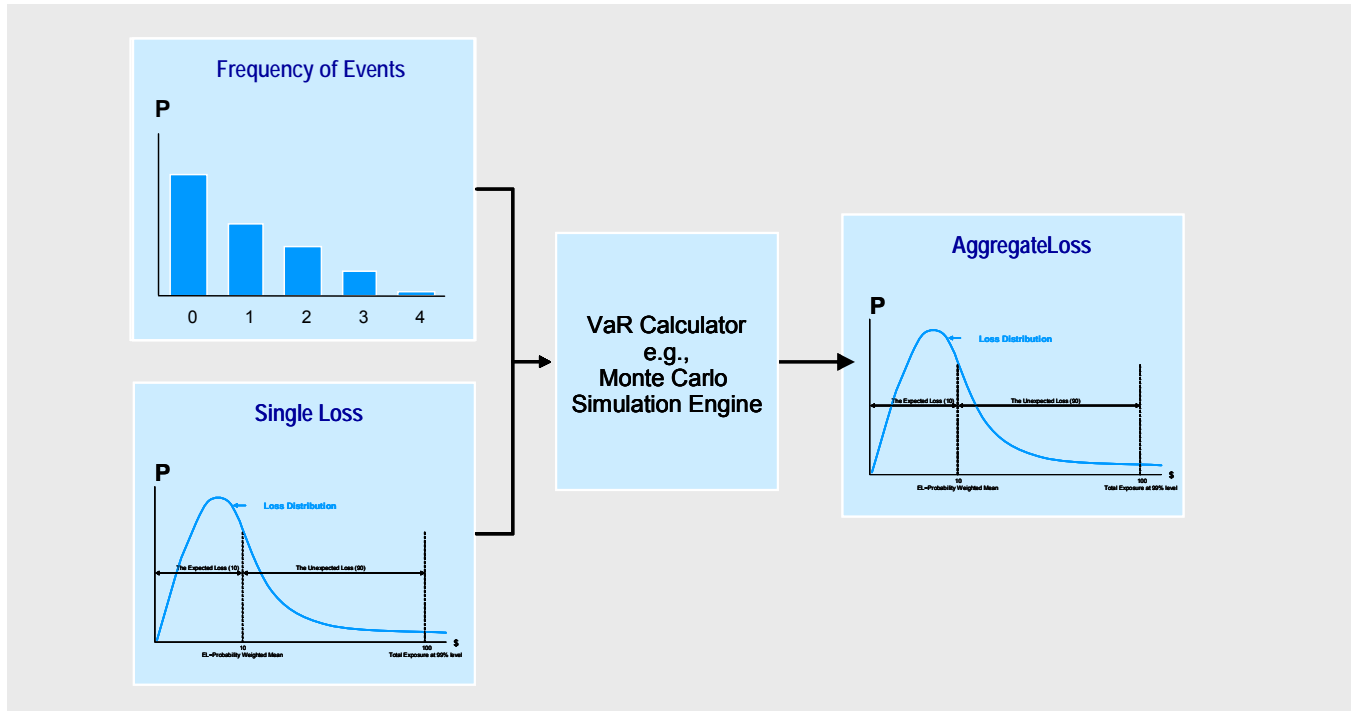 Frequency of Events
P
0 1 2 3 4
Single Loss
P
Loss Distribution
The Expected Loss (10)
The Unexpected Loss (90)
$
10
100
EL–Probability Weighted Mean
Total Exposure at 99% level
VaR Calculator
e.g.,
Monte Carlo
Simulation Engine
AggregateLoss
P
Loss Distribution
The Expected Loss (10)
The Unexpected Loss (90)
$
10
100
EL–Probability Weighted Mean
Total Exposure at 99% level